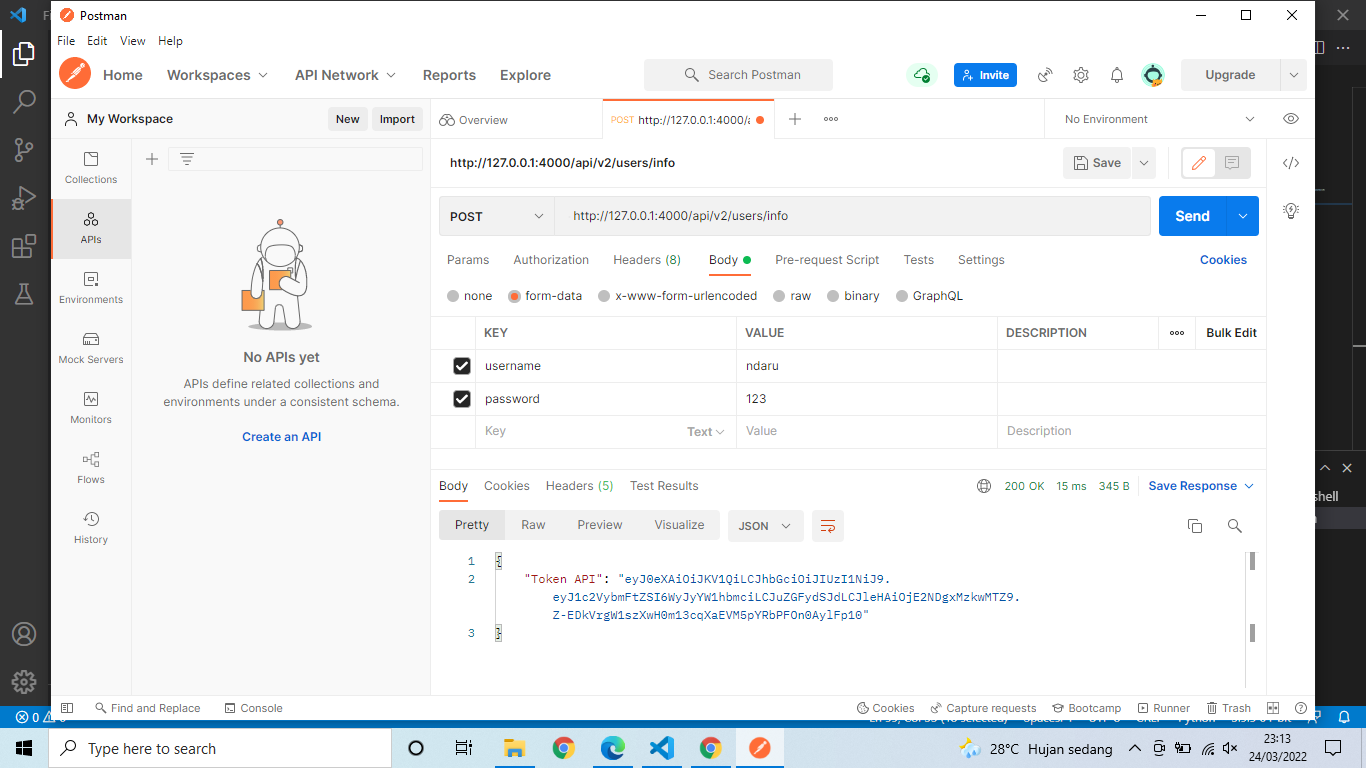 Postman
File Edit View Help
Home Workspaces API Network Reports Explore Search Postman Invite Upgrade
My Workspace New Import Overview POST http://127.0.0.1:4000/a No Environment
http://127.0.0.1:4000/api/v2/users/info Save
Collections
APIs
Environments
Mock Servers
Monitors
Flows
History
No APIs yet
APIs define related collections and
environments under a consistent schema.
Create an API
POST http://127.0.0.1:4000/api/v2/users/info Send
Params Authorization Headers (8) Body Pre-request Script Tests Settings Cookies
none form-data x-www-form-urlencoded raw binary GraphQL
KEY VALUE DESCRIPTION Bulk Edit
username ndaru
password 123
Key Text Value Description
Body Cookies Headers (5) Test Results 200 OK 15 ms 345 B Save Response
Pretty Raw Preview Visualize JSON
1 {
2 "Token API": "eyJ0eXAiOiJKV1QiLCJhbGciOiJIUzI1NiJ9.
eyJ1c2VybmFtZSI6WyJyYW1hbmciLCJuZGFydSJdLCJleHAiOjE2NDgxMzkwMTZ9.
Z-EDkVrgW1szXwH0m13cqXaEVM5pYRbPFOn0AylFp10"
3 }
Find and Replace Console Cookies Capture requests Bootcamp Runner Trash
0
Type here to search 28°C Hujan sedang 23:13
24/03/2022